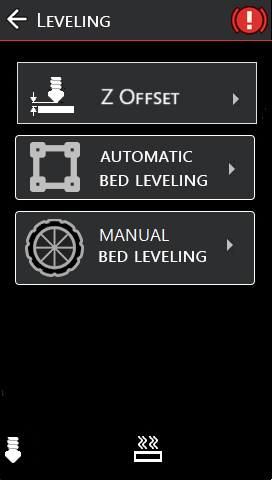 Leveling
Z Offset
AUTOMATIC
BED LEVELING
MANUAL
BED LEVELING